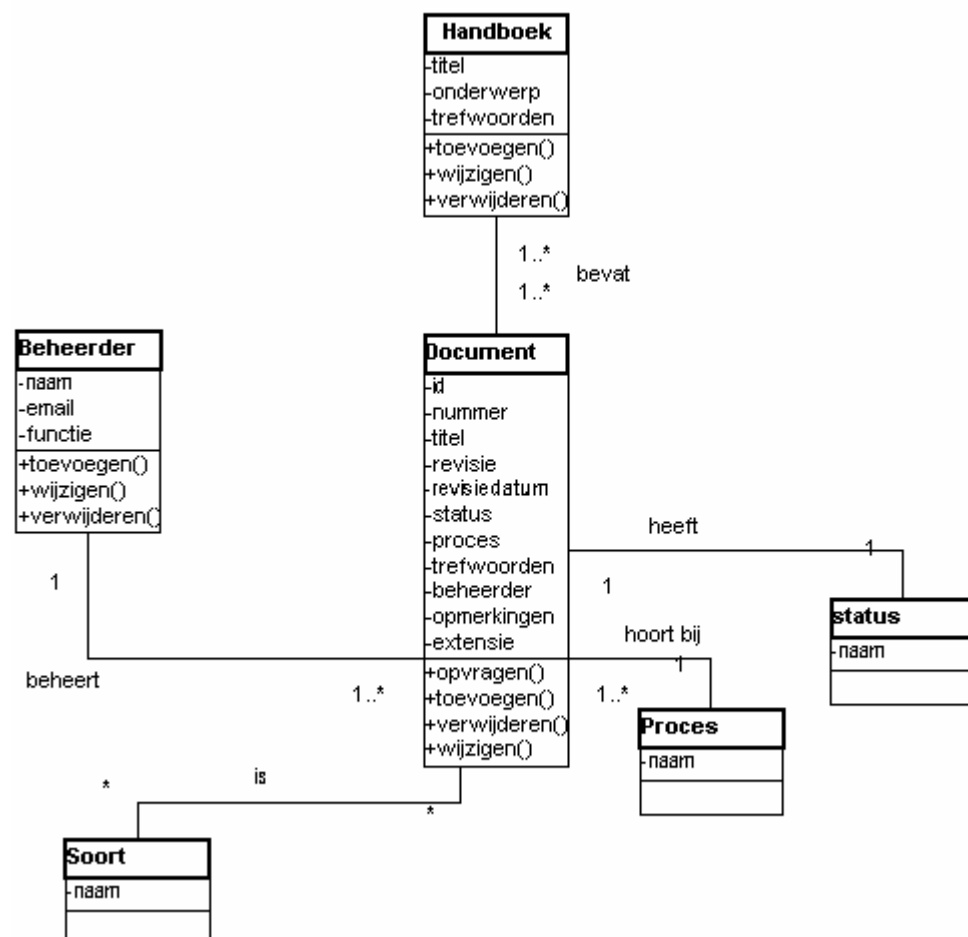 Handboek
-titel
-onderwerp
-trefwoorden
+toevoegen()
+wijzigen()
+verwijderen()
1..*
bevat
1..*
Beheerder
-naam
-email
-functie
+toevoegen()
+wijzigen()
+verwijderen()
1
beheert
Document
-id
-nummer
-titel
-revisie
-revisiedatum
-status
-proces
-trefwoorden
-beheerder
-opmerkingen
-extensie
+opvragen()
+toevoegen()
+verwijderen()
+wijzigen()
1..*
heeft
1
1
status
-naam
hoort bij
1
1..*
Proces
-naam
is
*
*
Soort
-naam